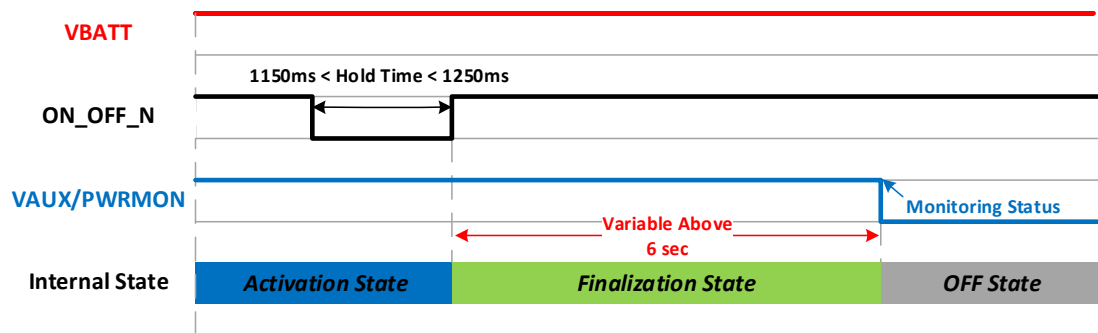 VBATT
1150ms < Hold Time < 1250ms
ON_OFF_N
VAUX/PWRMON
Monitoring Status
Variable Above
6 sec
Internal State
Activation State
Finalization State
OFF State